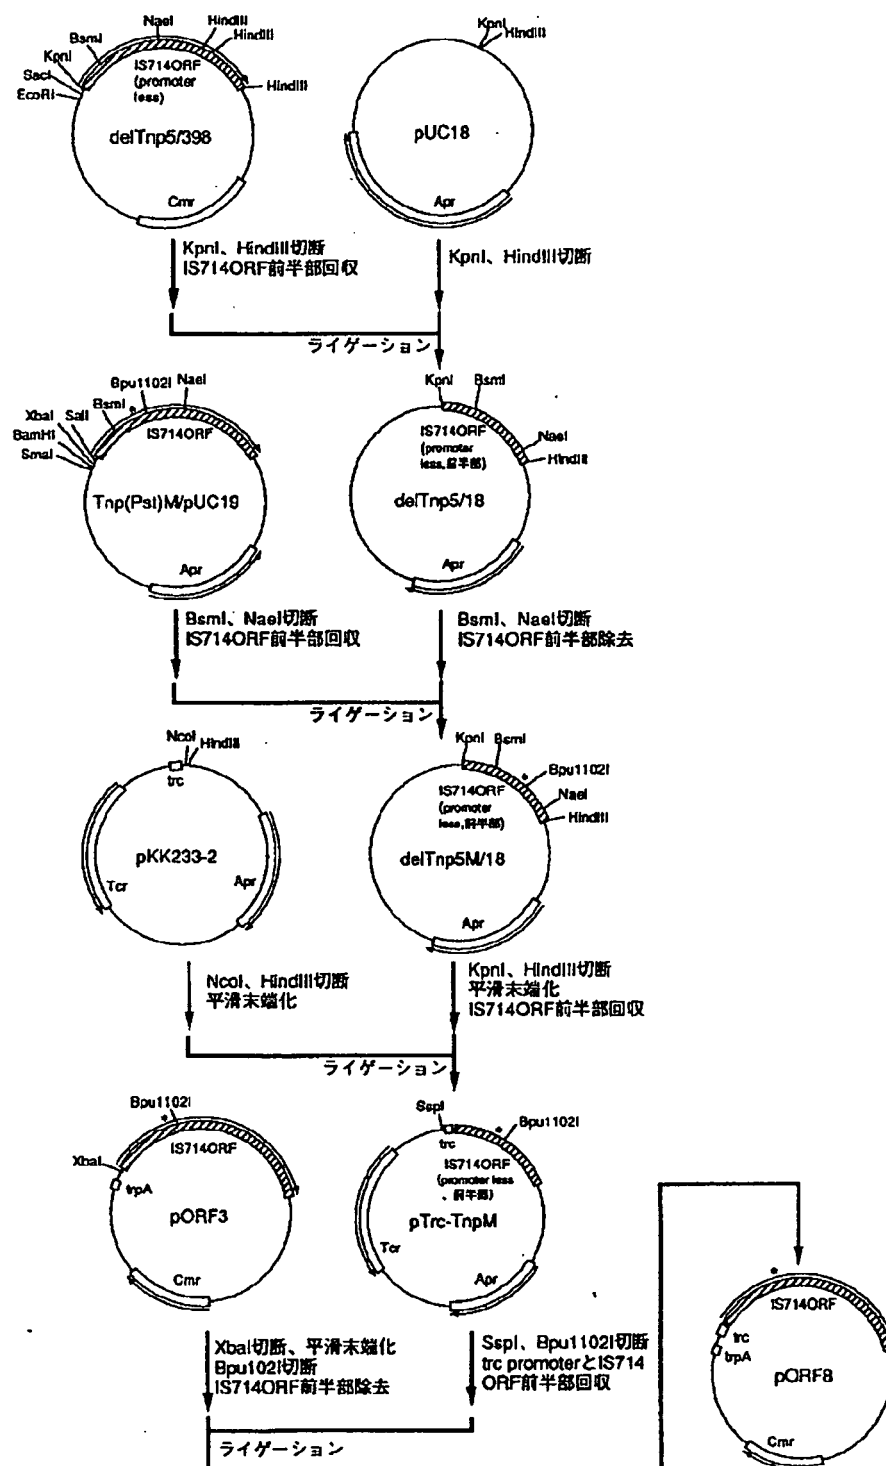 NaeI
HindIII
HindIII
BsmI
KpnI
SacI
EcoRI
IS714ORF
(promoter
less)
HindIII
delTnp5/398
Cmr
KpnI
HindIII
pUC18
Apr
KpnI、HindIII切断
IS714ORF前半部回収
KpnI、HindIII切断
ライゲーション
Bpu1102I
NaeI
*
BsmI
XbaI
SalI
BamHI
SmaI
IS714ORF
Tnp(PstI)M/pUC19
Apr
KpnI
BsmI
IS714ORF
(promoter
less,前半部)
NaeI
HindIII
delTnp5/18
Apr
BsmI、NaeI切断
IS714ORF前半部回収
BsmI、NaeI切断
IS714ORF前半部除去
ライゲーション
NcoI
HindIII
trc
pKK233-2
Tcr
Apr
KpnI
BsmI
*
Bpu1102I
IS714ORF
(promoter
less,前半部)
NaeI
HindIII
delTnp5M/18
Apr
NcoI、HindIII切断
平滑末端化
KpnI、HindIII切断
平滑末端化
IS714ORF前半部回収
ライゲーション
Bpu1102I
*
XbaI
IS714ORF
trpA
pORF3
Cmr
SspI
*
Bpu1102I
trc
IS714ORF
(promoter less
、前半部)
pTrc-TnpM
Tcr
Apr
XbaI切断、平滑末端化
Bpu102I切断
IS714ORF前半部除去
SspI、Bpu1102I切断
trc promoterとIS714
ORF前半部回収
ライゲーション
*
IS714ORF
trc
trpA
pORF8
Cmr